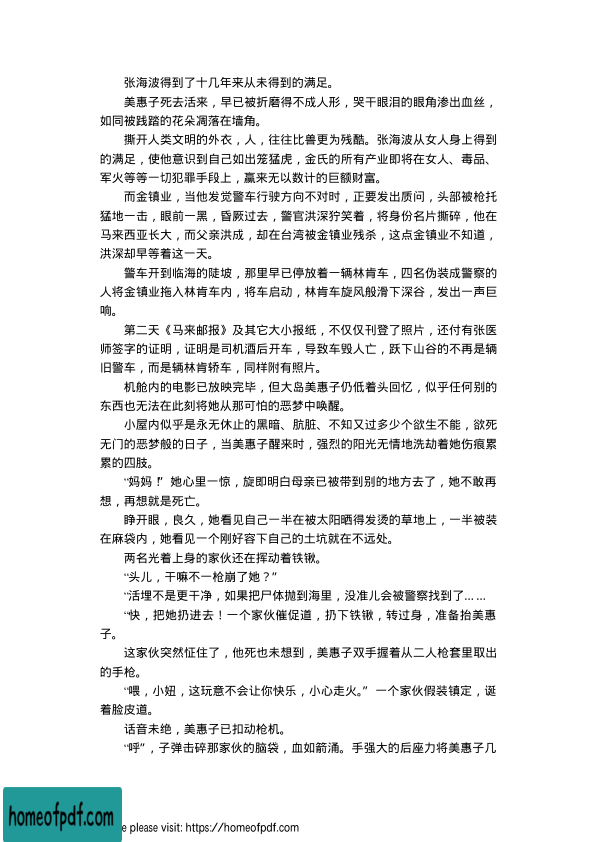 张海波得到了十几年来从未得到的满足。
美惠子死去活来，早已被折磨得不成人形，哭干眼泪的眼角渗出血丝，
如同被践踏的花朵凋落在墙角。
撕开人类文明的外衣，人，往往比兽更为残酷。张海波从女人身上得到
的满足，使他意识到自己如出笼猛虎，金氏的所有产业即将在女人、毒品、
军火等等一切犯罪手段上，赢来无以数计的巨额财富。
而金镇业，当他发觉警车行驶方向不对时，正要发出质问，头部被枪托
猛地一击，眼前一黑，昏厥过去，警官洪深狞笑着，将身份名片撕碎，他在
马来西亚长大，而父亲洪成，却在台湾被金镇业残杀，这点金镇业不知道，
洪深却早等着这一天。
警车开到临海的陡坡，那里早已停放着一辆林肯车，四名伪装成警察的
人将金镇业拖入林肯车内，将车启动，林肯车旋风般滑下深谷，发出一声巨
响。
第二天《马来邮报》及其它大小报纸，不仅仅刊登了照片，还付有张医
师签字的证明，证明是司机酒后开车，导致车毁人亡，跃下山谷的不再是辆
旧警车，而是辆林肯轿车，同样附有照片。
机舱内的电影已放映完毕，但大岛美惠子仍低着头回忆，似乎任何别的
东西也无法在此刻将她从那可怕的恶梦中唤醒。
小屋内似乎是永无休止的黑暗、肮脏、不知又过多少个欲生不能，欲死
无门的恶梦般的日子，当美惠子醒来时，强烈的阳光无情地洗劫着她伤痕累
累的四肢。
“妈妈！”她心里一惊，旋即明白母亲已被带到别的地方去了，她不敢再
想，再想就是死亡。
睁开眼，良久，她看见自己一半在被太阳晒得发烫的草地上，一半被装
在麻袋内，她看见一个刚好容下自己的土坑就在不远处。
两名光着上身的家伙还在挥动着铁锹。
“头儿，干嘛不一枪崩了她？”
“活埋不是更干净，如果把尸体抛到海里，没准儿会被警察找到了……
“快，把她扔进去！一个家伙催促道，扔下铁锹，转过身，准备抬美惠
子。
这家伙突然怔住了，他死也未想到，美惠子双手握着从二人枪套里取出
的手枪。
“喂，小妞，这玩意不会让你快乐，小心走火。”一个家伙假装镇定，诞
着脸皮道。
话音未绝，美惠子已扣动枪机。
“呼”，子弹击碎那家伙的脑袋，血如箭涌。手强大的后座力将美惠子几
homeofpdf.com
e please visit: https://homeofpdf.com